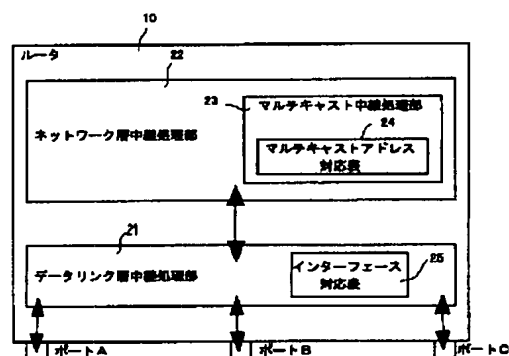 10
ルータ
22
23
マルチキャスト中継処理部
24
ネットワーク層中継処理部
マルチキャストアドレス
対応表
21
データリンク層中継処理部
インターフェース
対応表
25
ポートA
ポートB
ポートC